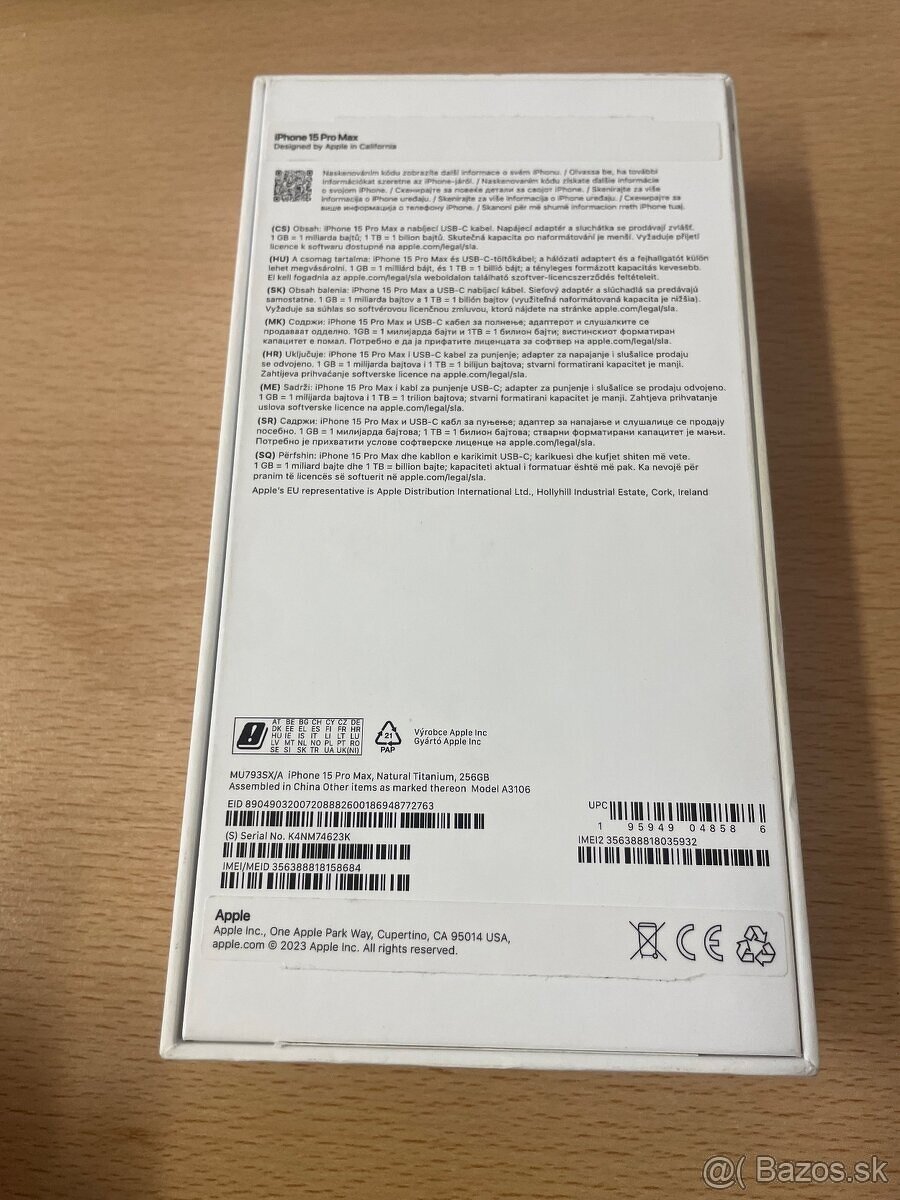 iPhone 15 Pro Max
Designed by Apple in California
Naskenováním kódu zobrazíte další informace o svém iPhonu. / Olvassa be, ha további
információkat szeretne az iPhone-járól. / Naskenovaním kódu získate ďalšie informácie
o svojom iPhone. / Скенирајте за повеќе детали за својот iPhone. / Skenirajte za više
informacija o iPhone uređaju. / Skenirajte za više informacija o iPhone uređaju. / Скенирајте за
више информација о телефону iPhone. / Skanoni për më shumë informacion rreth iPhone tuaj.
(CS) Obsah: iPhone 15 Pro Max a nabíjecí USB-C kabel. Napájecí adaptér a sluchátka se prodávají zvlášť.
1 GB = 1 miliarda bajtů; 1 TB = 1 bilion bajtů. Skutečná kapacita po naformátování je menší. Vyžaduje přijetí
licence k softwaru dostupné na apple.com/legal/sla.
(HU) A csomag tartalma: iPhone 15 Pro Max és USB-C-töltőkábel; a hálózati adaptert és a fejhallgatót külön
lehet megvásárolni. 1 GB = 1 milliárd bájt, és 1 TB = 1 billió bájt; a tényleges formázott kapacitás kevesebb.
El kell fogadnia az apple.com/legal/sla weboldalon található szoftver-licencszerződés feltételeit.
(SK) Obsah balenia: iPhone 15 Pro Max a USB-C nabíjací kábel. Sieťový adaptér a slúchadlá sa predávajú
samostatne. 1 GB = 1 miliarda bajtov a 1 TB = 1 bilión bajtov (využiteľná naformátovaná kapacita je nižšia).
Vyžaduje sa súhlas so softvérovou licenčnou zmluvou, ktorú nájdete na stránke apple.com/legal/sla.
(MK) Содржи: iPhone 15 Pro Max и USB-C кабел за полнење; адаптерот и слушалките се
продаваат одделно. 1GB = 1 милијарда бајти и 1TB = 1 билион бајти; вистинскиот форматиран
капацитет е помал. Потребно е да ја прифатите лиценцата за софтвер на apple.com/legal/sla.
(HR) Uključuje: iPhone 15 Pro Max i USB-C kabel za punjenje; adapter za napajanje i slušalice prodaju
se odvojeno. 1 GB = 1 milijarda bajtova i 1 TB = 1 bilijun bajtova; stvarni formatirani kapacitet je manji.
Zahtijeva prihvaćanje softverske licence na apple.com/legal/sla.
(ME) Sadrži: iPhone 15 Pro Max i kabl za punjenje USB-C; adapter za punjenje i slušalice se prodaju odvojeno.
1 GB = 1 milijarda bajtova i 1 TB = 1 trilion bajtova; stvarni formatirani kapacitet je manji. Zahtjeva prihvatanje
uslova softverske licence na apple.com/legal/sla.
(SR) Садржи: iPhone 15 Pro Max и USB-C кабл за пуњење; адаптер за напајање и слушалице се продају
посебно. 1 GB = 1 милијарда бајтова; 1 TB = 1 билион бајтова; стварни форматирани капацитет је мањи.
Потребно је прихватити услове софтверске лиценце на apple.com/legal/sla.
(SQ) Përfshin: iPhone 15 Pro Max dhe kabllon e karikimit USB-C; karikuesi dhe kufjet shiten më vete.
1 GB = 1 miliard bajte dhe 1 TB = 1 billion bajte; kapaciteti aktual i formatuar është më pak. Ka nevojë për
pranim të licencës së softuerit në apple.com/legal/sla.
Apple's EU representative is Apple Distribution International Ltd., Hollyhill Industrial Estate, Cork, Ireland
AT BE BG CH CY CZ DE
DK EE EL ES FI FR HR
HU IE IS IT LI LT LU
LV MT NL NO PL PT RO
SE SI SK TR UA UK(NI)
21
PAP
Výrobce Apple Inc
Gyártó Apple Inc
MU793SX/A iPhone 15 Pro Max, Natural Titanium, 256GB
Assembled in China Other items as marked thereon Model A3106
EID 89049032007208882600186948772763
(S) Serial No. K4NM74623K
IMEI/MEID 356388818158684
UPC
1 95949 04858 6
IMEI2 356388818035932
Apple
Apple Inc., One Apple Park Way, Cupertino, CA 95014 USA,
apple.com © 2023 Apple Inc. All rights reserved.
CE
@( Bazos.sk